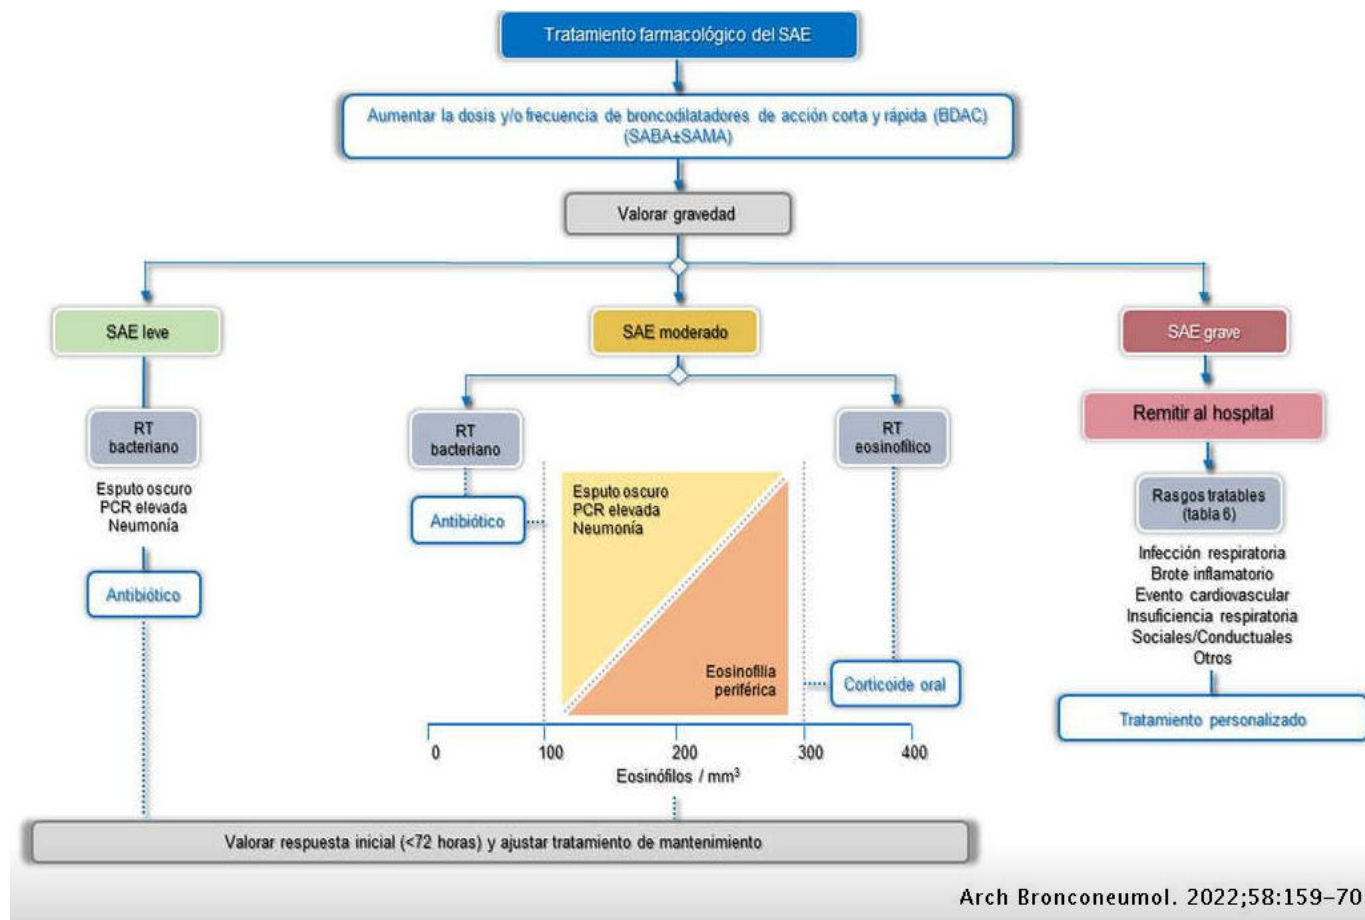 Tratamiento farmacológico del SAE
Aumentar la dosis y/o frecuencia de broncodilatadores de acción corta y rápida (BDAC)
(SABA±SAMA)
Valorar gravedad
SAE leve
SAE moderado
SAE grave
RT
bacteriano
Esputo oscuro
PCR elevada
Neumonía
Antibiótico
RT
bacteriano
Antibiótico
RT
eosinofílico
Corticoide oral
Esputo oscuro
PCR elevada
Neumonía
Eosinofilia
periférica
0 100 200 300 400
Eosinófilos / mm³
Remitir al hospital
Rasgos tratables
(tabla 6)
Infección respiratoria
Brote inflamatorio
Evento cardiovascular
Insuficiencia respiratoria
Sociales/Conductuales
Otros
Tratamiento personalizado
Valorar respuesta inicial (<72 horas) y ajustar tratamiento de mantenimiento
Arch Bronconeumol. 2022;58:159–70